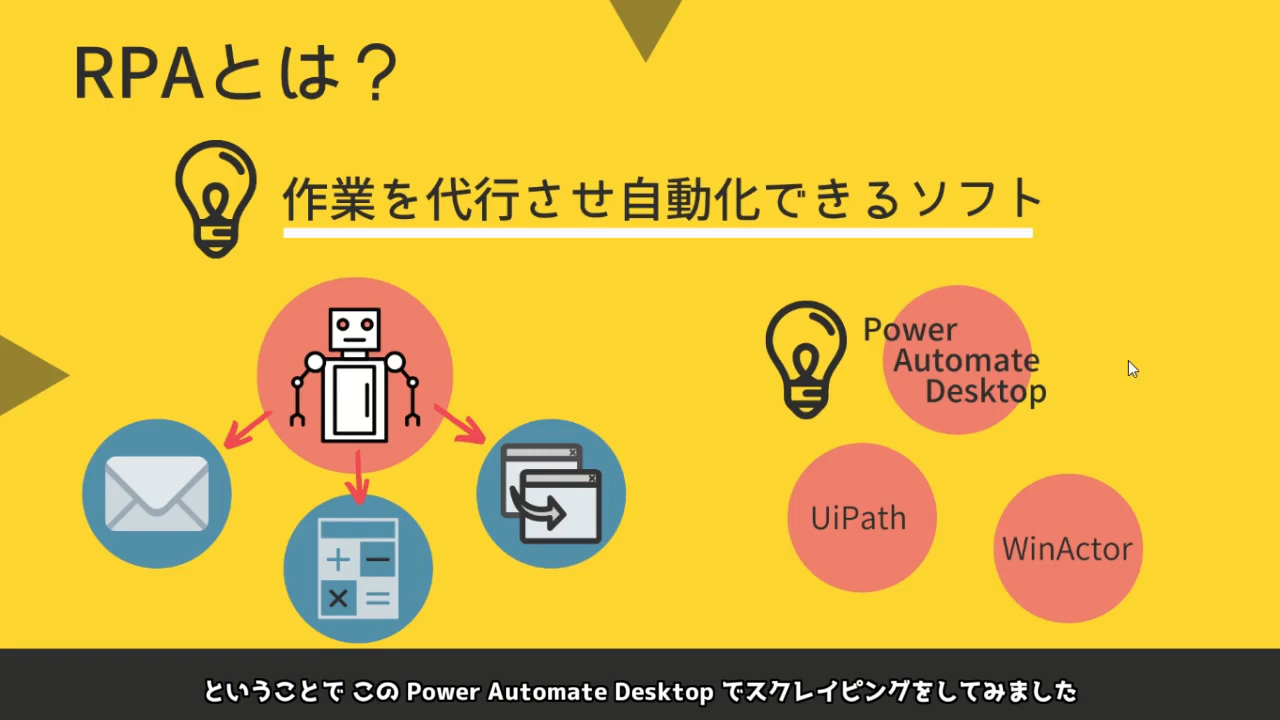 RPAとは？
作業を代行させ自動化できるソフト
Power
Automate
Desktop
UiPath
WinActor
ということで この Power Automate Desktop でスクレイピングをしてみました